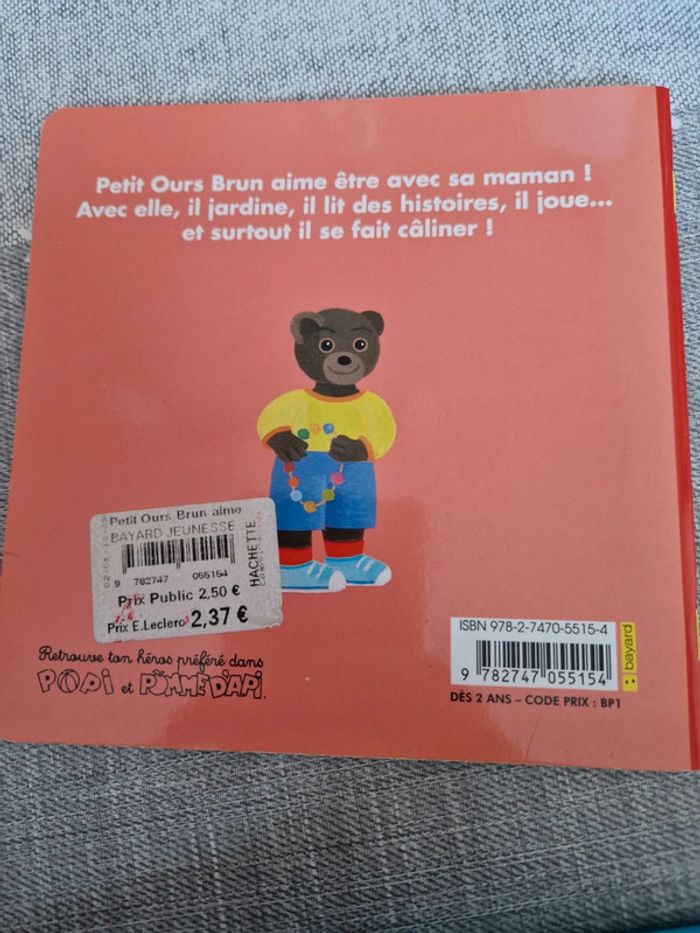 Petit Ours Brun aime être avec sa maman !
Avec elle, il jardine, il lit des histoires, il joue...
et surtout il se fait câliner !
Petit Ours Brun aime
BAYARD JEUNESSE
HACHETTE
9 782747 055154
Prix Public 2,50 €
Prix E.Leclerc 2,37 €
Retrouve ton héros préféré dans
POPI et POMME D'API.
ISBN 978-2-7470-5515-4
9 782747 055154
bayard
DÈS 2 ANS – CODE PRIX : BP1